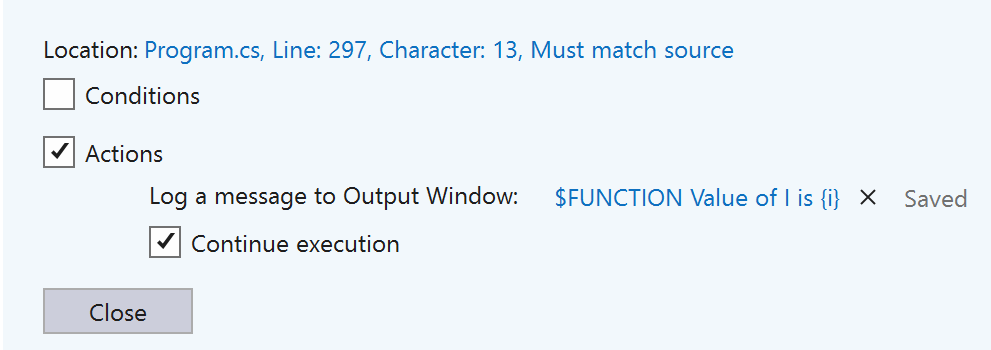 Location: Program.cs, Line: 297, Character: 13, Must match source
Conditions
Actions
Log a message to Output Window: $FUNCTION Value of I is {i} Saved
Continue execution
Close